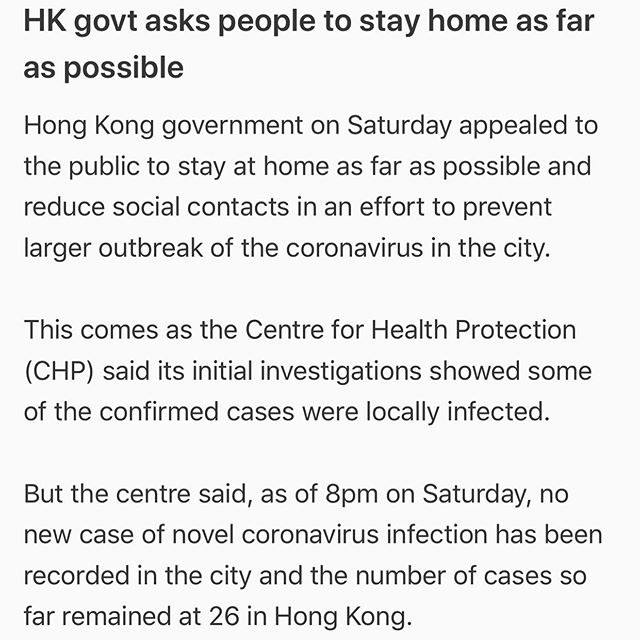 HK govt asks people to stay home as far
as possible
Hong Kong government on Saturday appealed to
the public to stay at home as far as possible and
reduce social contacts in an effort to prevent
larger outbreak of the coronavirus in the city.
This comes as the Centre for Health Protection
(CHP) said its initial investigations showed some
of the confirmed cases were locally infected.
But the centre said, as of 8pm on Saturday, no
new case of novel coronavirus infection has been
recorded in the city and the number of cases so
far remained at 26 in Hong Kong.